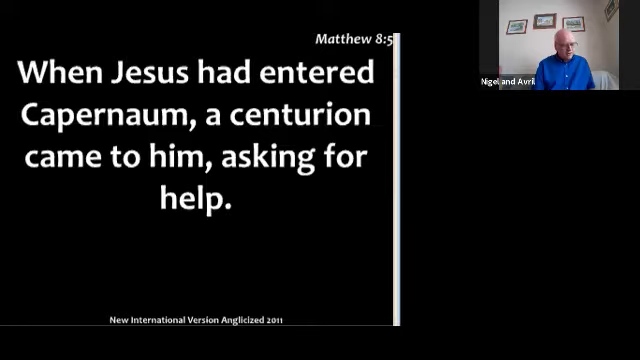 Matthew 8:5
When Jesus had entered
Capernaum, a centurion
came to him, asking for
help.
New International Version Anglicized 2011
Nigel and Avril